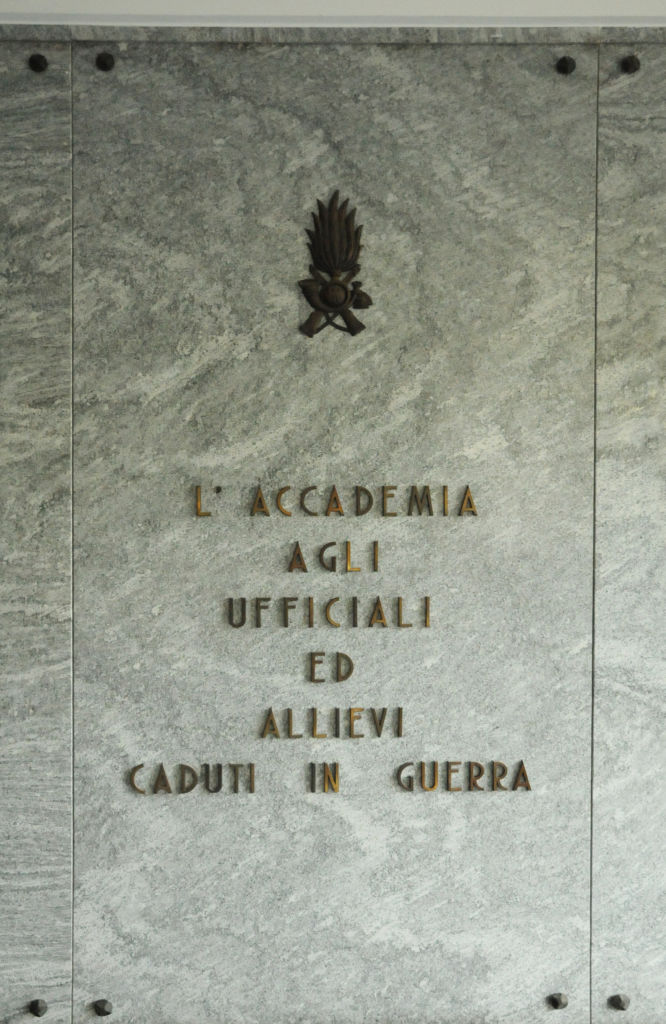 L' ACCADEMIA
AGLI
UFFICIALI
ED
ALLIEVI
CADUTI IN GUERRA